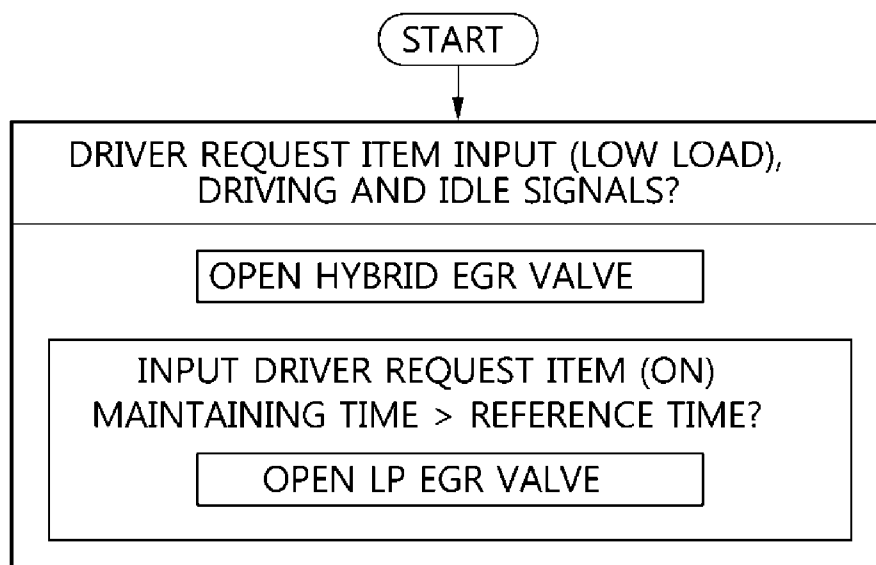 START
DRIVER REQUEST ITEM INPUT (LOW LOAD),
DRIVING AND IDLE SIGNALS?
OPEN HYBRID EGR VALVE
INPUT DRIVER REQUEST ITEM (ON)
MAINTAINING TIME > REFERENCE TIME?
OPEN LP EGR VALVE